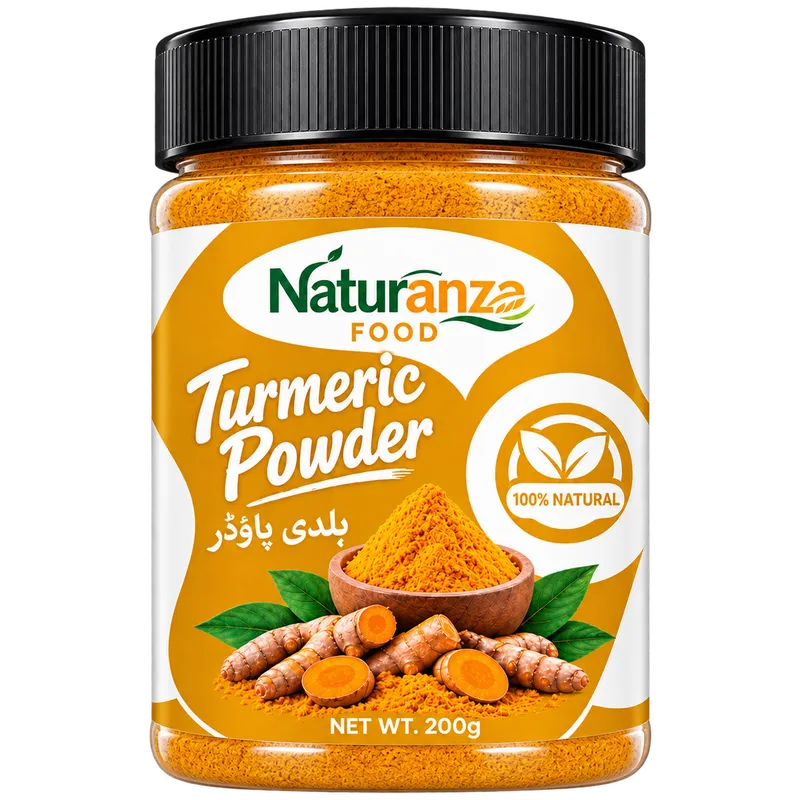 Naturanza
FOOD
Turmeric
Powder
ہلدی پاؤڈر
100% NATURAL
NET WT. 200g